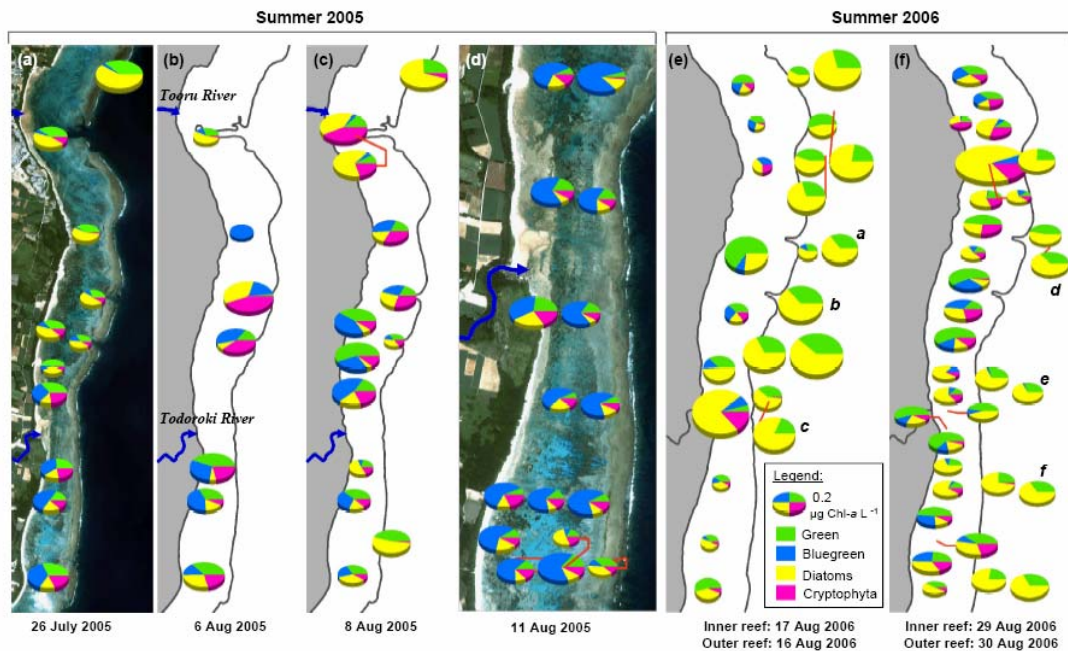 Summer 2005
Summer 2006
(a)
(b)
(c)
(d)
(e)
(f)
Tooru River
Todoroki River
a
b
c
d
e
f
Legend:
0.2
µg Chl-a L⁻¹
Green
Bluegreen
Diatoms
Cryptophyta
26 July 2005
6 Aug 2005
8 Aug 2005
11 Aug 2005
Inner reef: 17 Aug 2006
Outer reef: 16 Aug 2006
Inner reef: 29 Aug 2006
Outer reef: 30 Aug 2006